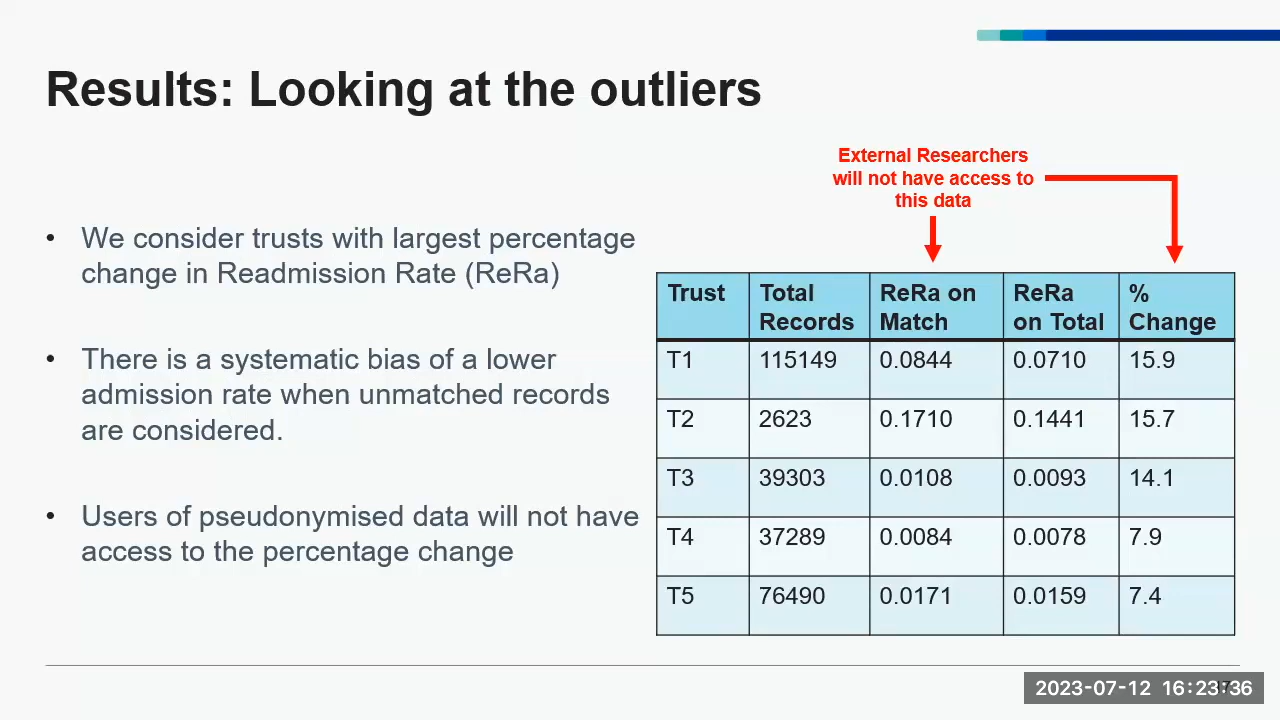 Results: Looking at the outliers
External Researchers
will not have access to
this data
• We consider trusts with largest percentage
change in Readmission Rate (ReRa)
• There is a systematic bias of a lower
admission rate when unmatched records
are considered.
• Users of pseudonymised data will not have
access to the percentage change
Trust Total Records ReRa on Match ReRa on Total % Change
T1 115149 0.0844 0.0710 15.9
T2 2623 0.1710 0.1441 15.7
T3 39303 0.0108 0.0093 14.1
T4 37289 0.0084 0.0078 7.9
T5 76490 0.0171 0.0159 7.4
2023-07-12 16:23:36